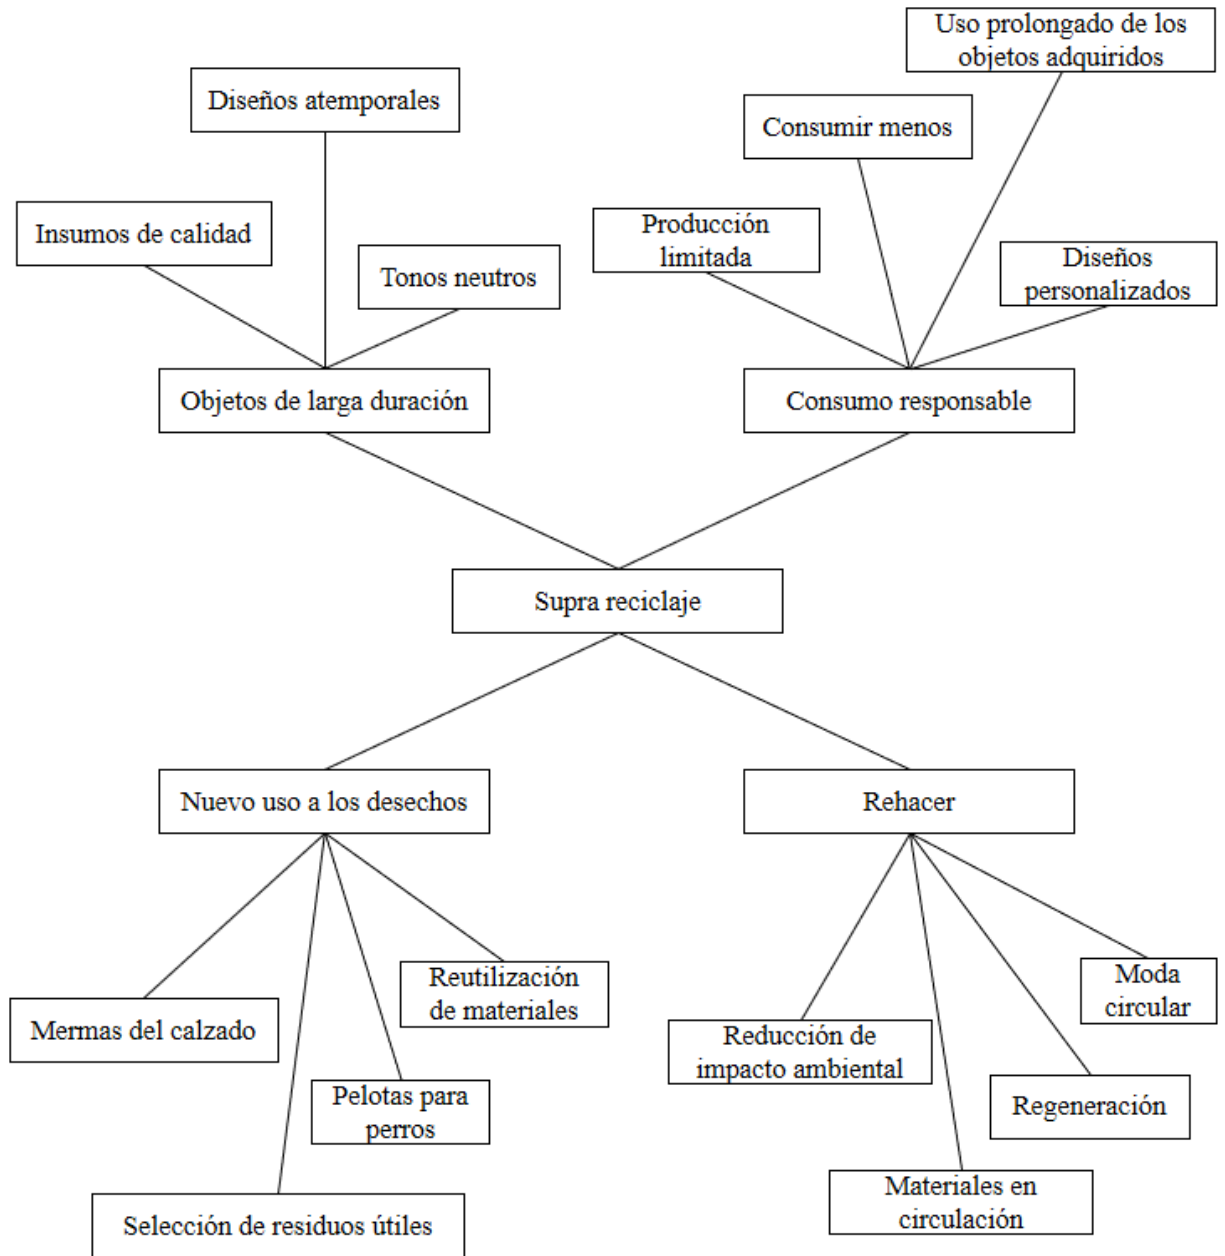 Uso prolongado de los
objetos adquiridos
Diseños atemporales
Consumir menos
Insumos de calidad
Producción
limitada
Tonos neutros
Diseños
personalizados
Objetos de larga duración
Consumo responsable
Supra reciclaje
Nuevo uso a los desechos
Rehacer
Mermas del calzado
Reutilización
de materiales
Pelotas para
perros
Selección de residuos útiles
Reducción de
impacto ambiental
Moda
circular
Regeneración
Materiales en
circulación